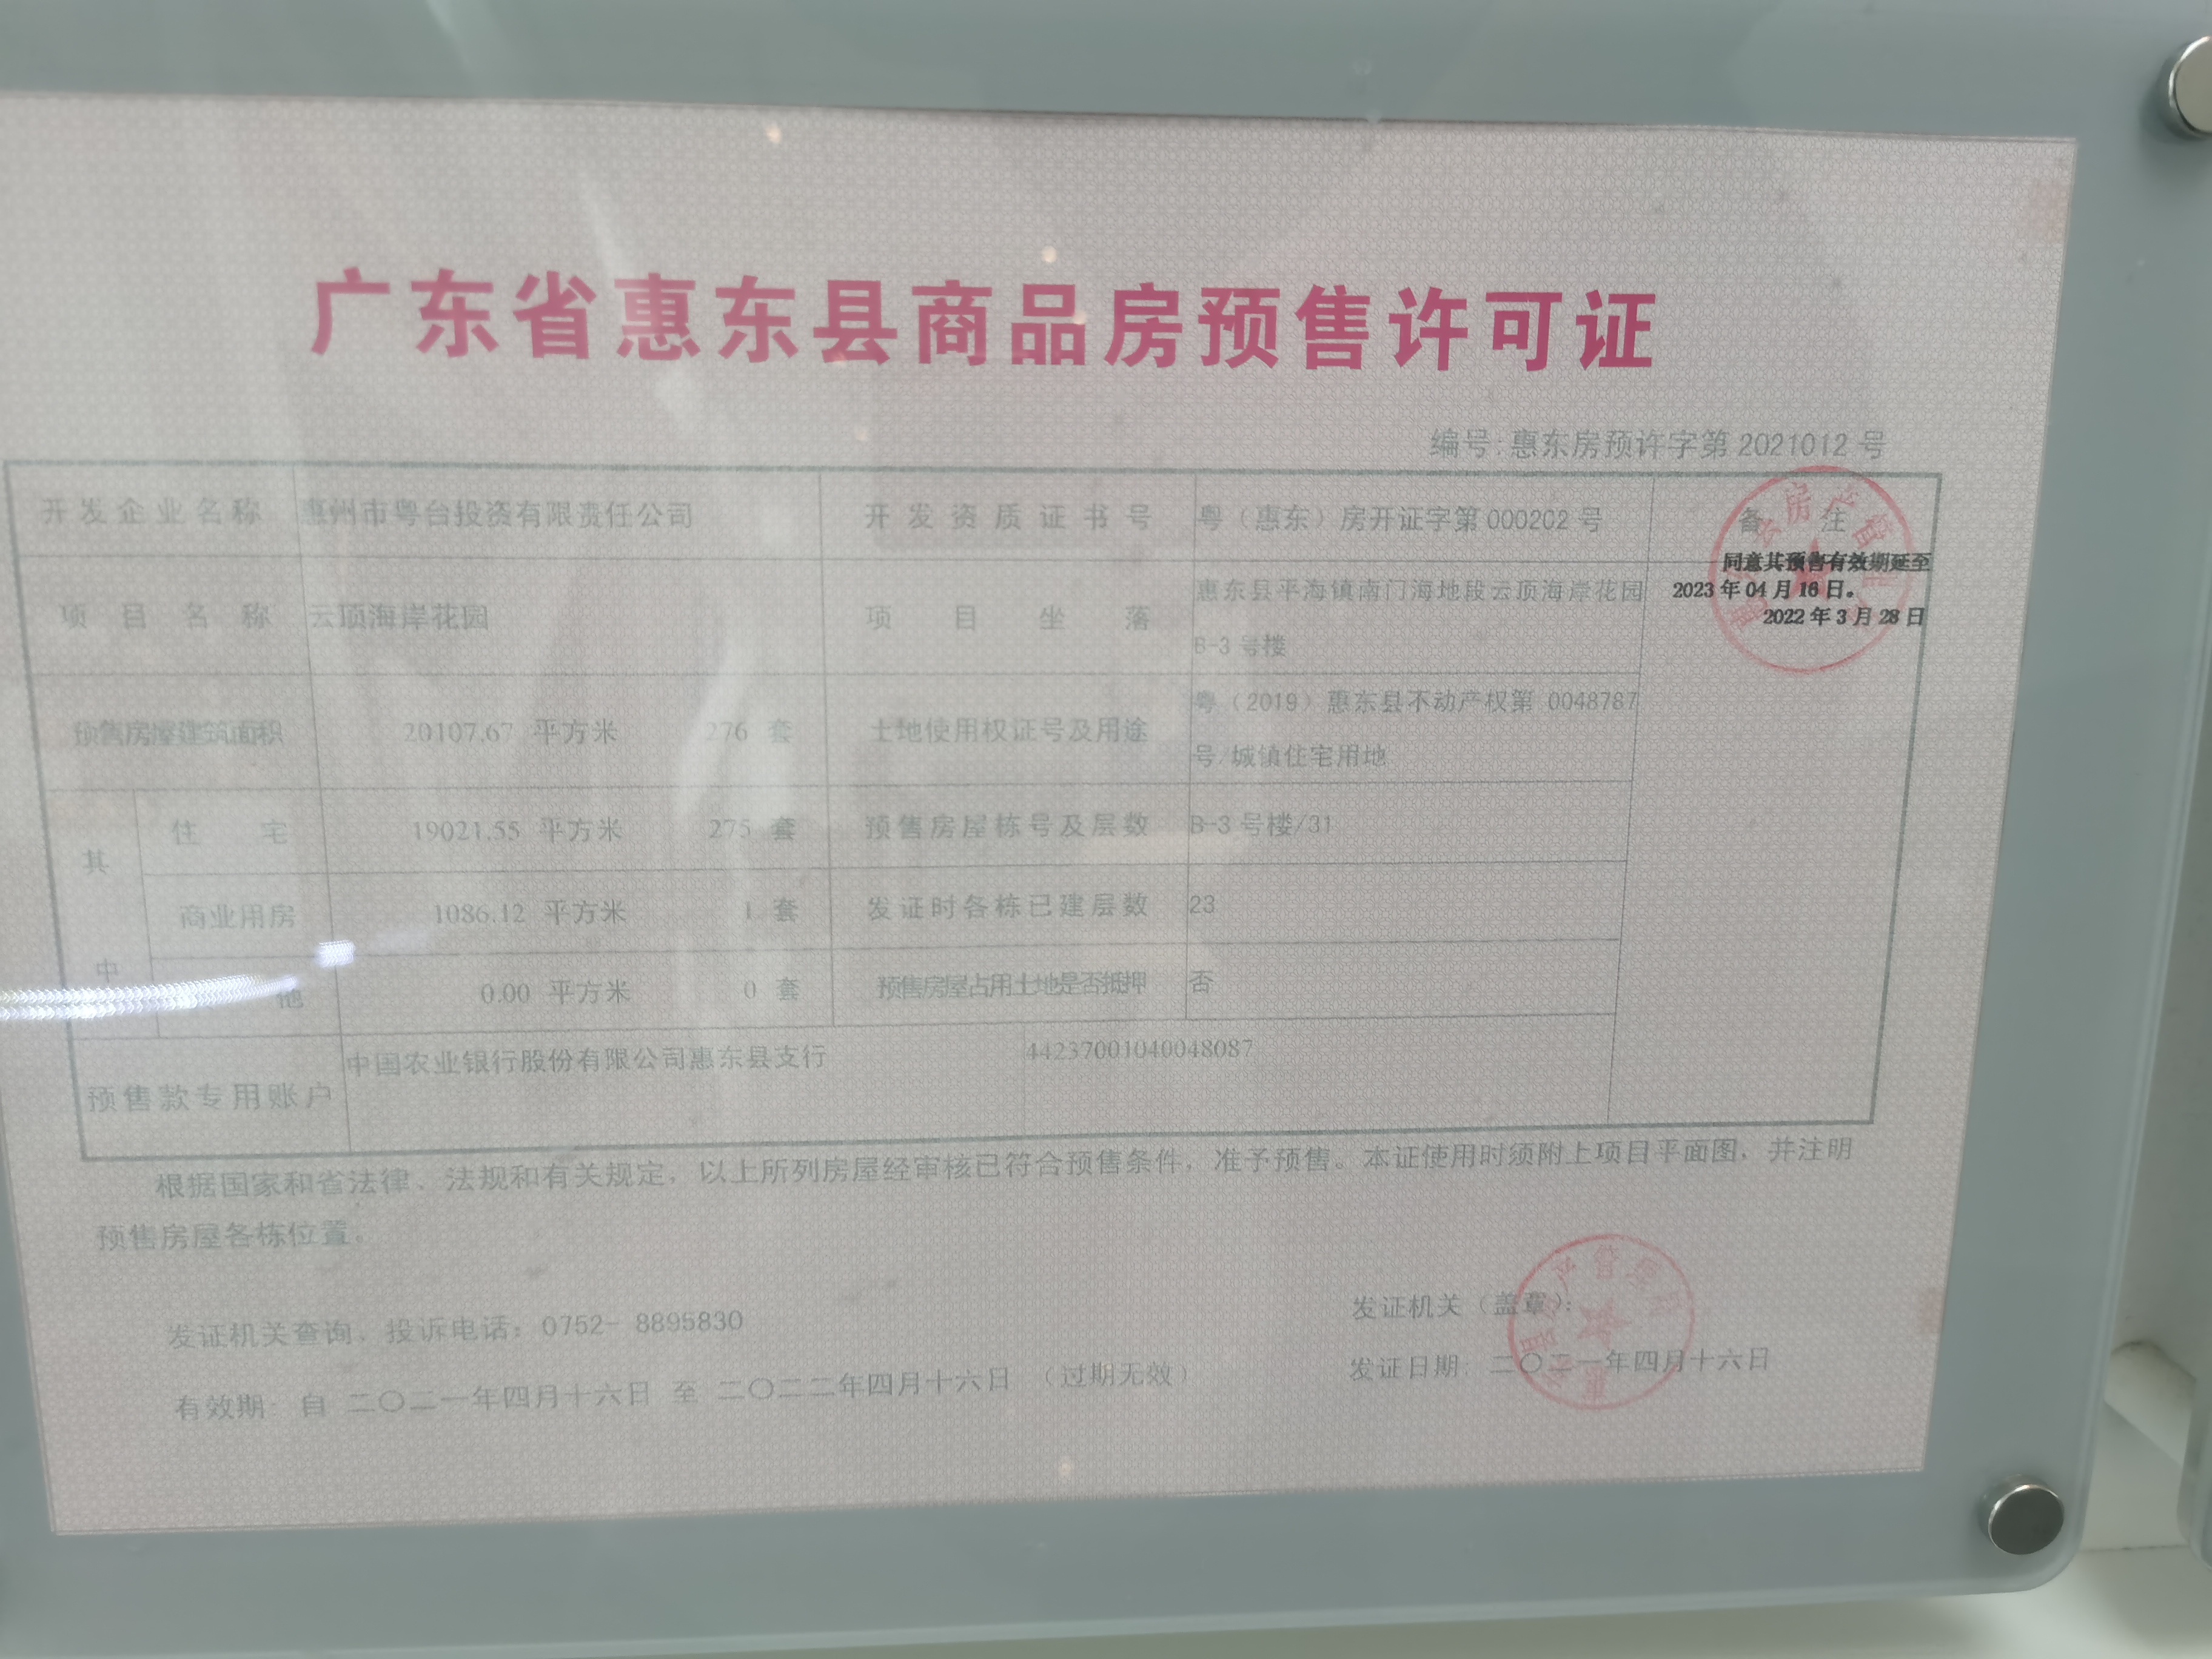 广东省惠东县商品房预售许可证
编号:惠东房预许字第 2021012 号
开发企业名称 惠州市粤台投资有限责任公司 开发资质证书号 粤（惠东）房开证字第 000202 号 备注
同意其预售有效期延至
2023 年 04 月 16 日。
2022 年 3 月 28 日
项目名称 云顶海岸花园 项目坐落 惠东县平海镇南门海地段云顶海岸花园
B-3 号楼
预售房屋建筑面积 20107.67 平方米 276 套 土地使用权证号及用途 粤（2019）惠东县不动产权第 0048787
号/城镇住宅用地
其中
住宅 19021.55 平方米 275 套 预售房屋栋号及层数 B-3 号楼/31
商业用房 1086.12 平方米 1 套 发证时各栋已建层数 23
他 0.00 平方米 0 套 预售房屋占用土地是否抵押 否
预售款专用账户 中国农业银行股份有限公司惠东县支行 44237001040048087
根据国家和省法律、法规和有关规定，以上所列房屋经审核已符合预售条件，准予预售。本证使用时须附上项目平面图，并注明
预售房屋各栋位置。
发证机关查询、投诉电话：0752- 8895830
发证机关（盖章）：
有效期：自 二〇二一年四月十六日 至 二〇二二年四月十六日 （过期无效）
发证日期：二〇二一年四月十六日